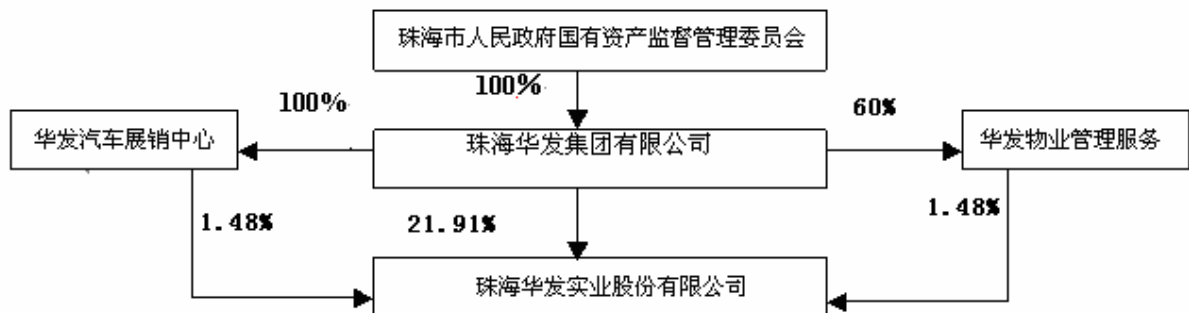 珠海市人民政府国有资产监督管理委员会
100%
100%
60%
华发汽车展销中心
珠海华发集团有限公司
华发物业管理服务
1.48%
21.91%
1.48%
珠海华发实业股份有限公司